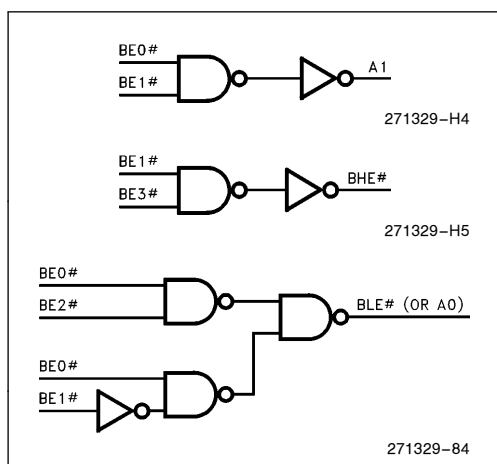 BE0#
BE1#
A1
271329-H4
BE1#
BE3#
BHE#
271329-H5
BE0#
BE2#
BLE# (OR A0)
BE0#
BE1#
271329-84